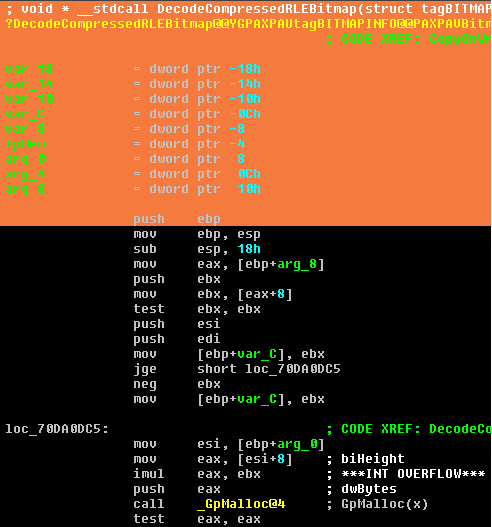 ; void * __stdcall DecodeCompressedRLEBitmap(struct tagBITMAP
?DecodeCompressedRLEBitmap@@YGPAXPAUtagBITMAPINFO@@PAXPAVBitm
; CODE XREF: CopyOnWr
var_18 = dword ptr -18h
var_14 = dword ptr -14h
var_10 = dword ptr -10h
var_C = dword ptr -0Ch
var_8 = dword ptr -8
lpMem = dword ptr -4
arg_0 = dword ptr 8
arg_4 = dword ptr 0Ch
arg_8 = dword ptr 10h
push ebp
mov ebp, esp
sub esp, 18h
mov eax, [ebp+arg_8]
push ebx
mov ebx, [eax+8]
test ebx, ebx
push esi
push edi
mov [ebp+var_C], ebx
jge short loc_70DA0DC5
neg ebx
mov [ebp+var_C], ebx
loc_70DA0DC5: ; CODE XREF: DecodeCo
mov esi, [ebp+arg_0]
mov eax, [esi+8] ; biHeight
imul eax, ebx ; ***INT OVERFLOW***
push eax ; dwBytes
call _GpMalloc@4 ; GpMalloc(x)
test eax, eax